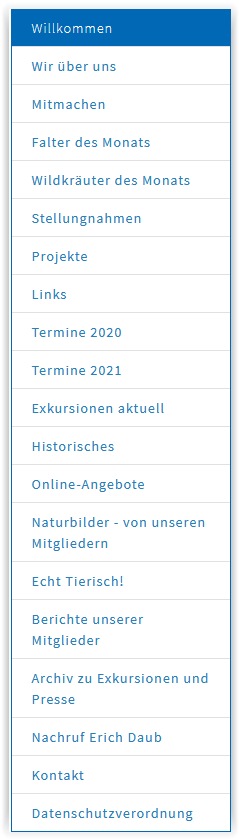 Willkommen
Wir über uns
Mitmachen
Falter des Monats
Wildkräuter des Monats
Stellungnahmen
Projekte
Links
Termine 2020
Termine 2021
Exkursionen aktuell
Historisches
Online-Angebote
Naturbilder - von unseren
Mitgliedern
Echt Tierisch!
Berichte unserer
Mitglieder
Archiv zu Exkursionen und
Presse
Nachruf Erich Daub
Kontakt
Datenschutzverordnung